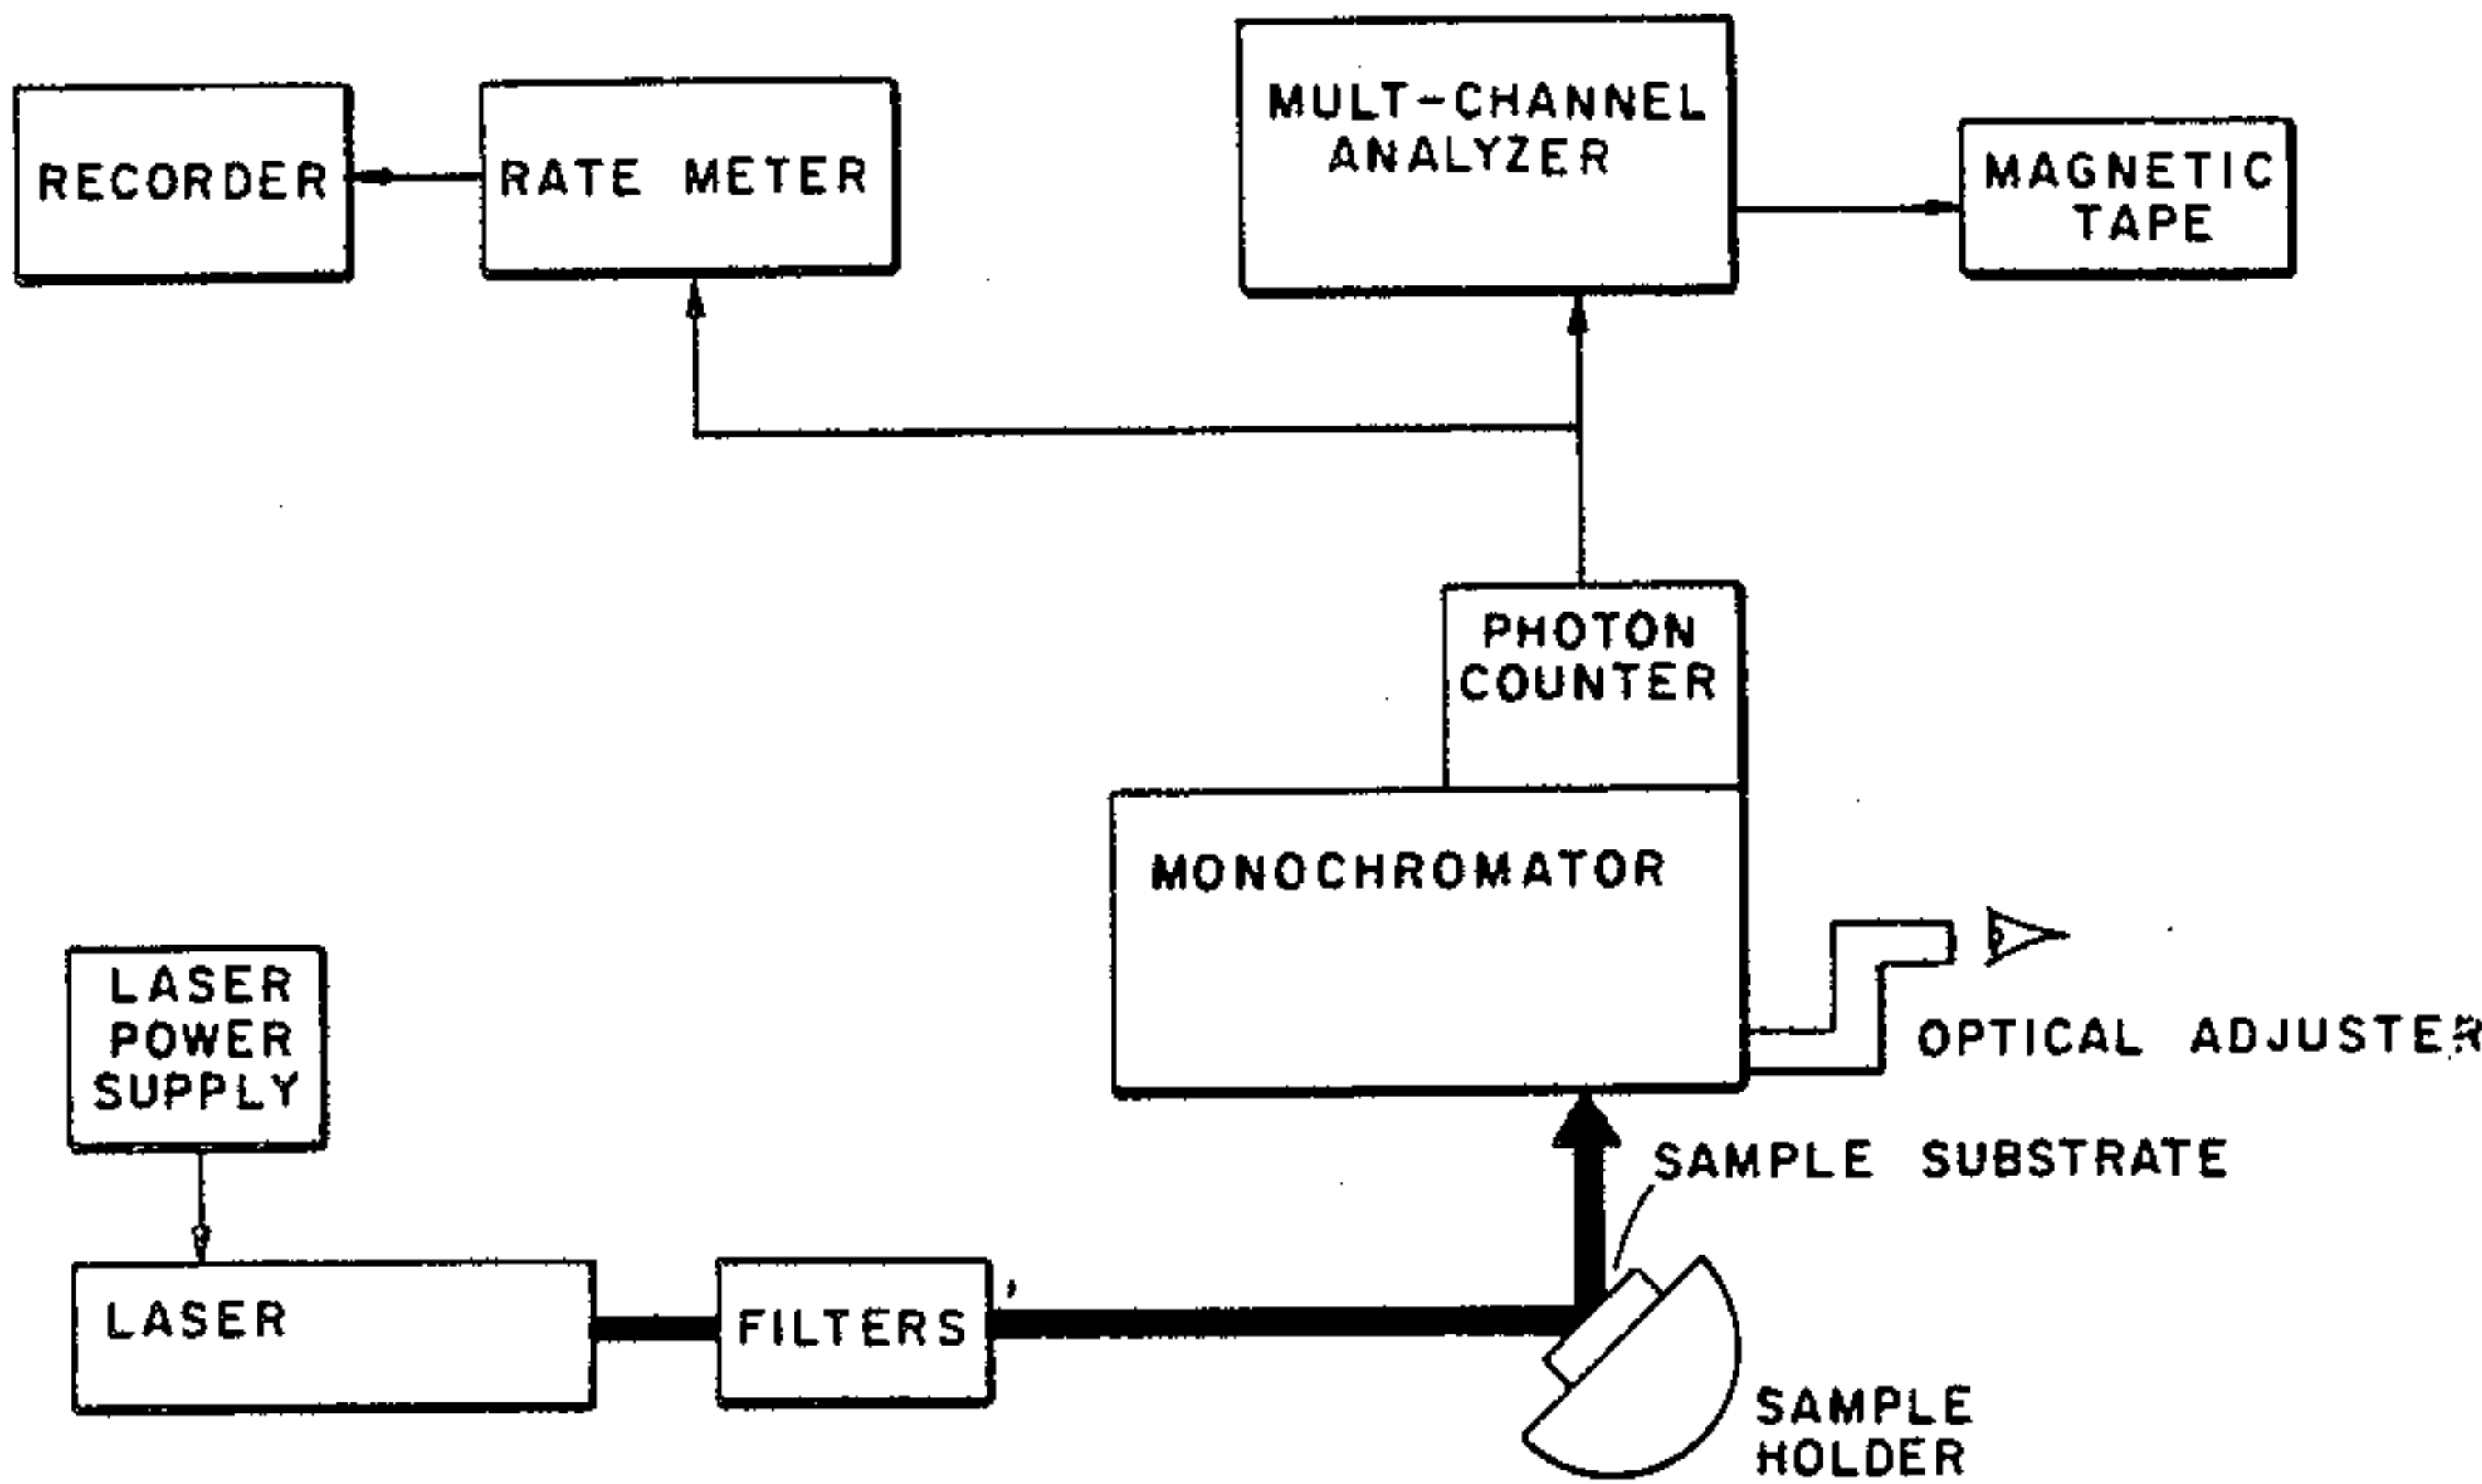 RECORDER
RATE METER
MULT-CHANNEL
ANALYZER
MAGNETIC
TAPE
PHOTON
COUNTER
MONOCHROMATOR
OPTICAL ADJUSTER
LASER
POWER
SUPPLY
SAMPLE SUBSTRATE
LASER
FILTERS
SAMPLE
HOLDER